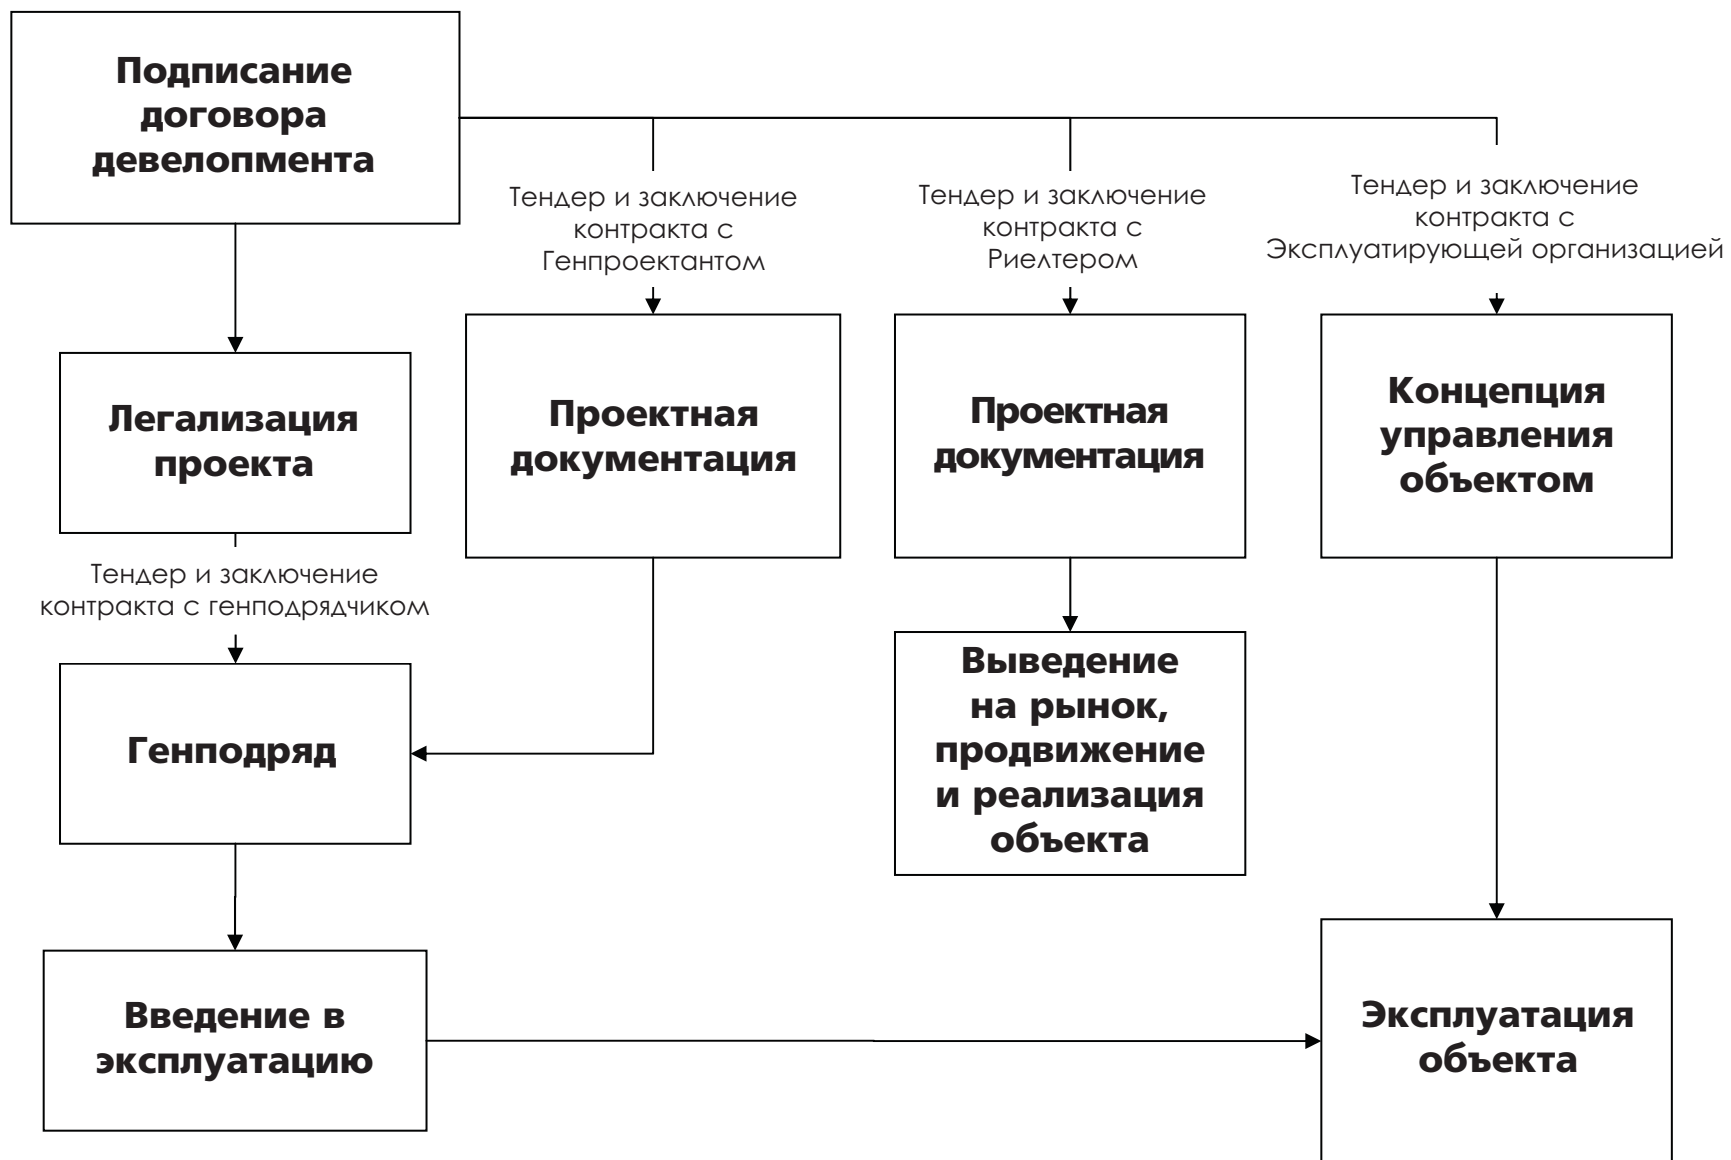 Подписание
договора
девелопмента
Тендер и заключение
контракта с
Генпроектантом
Тендер и заключение
контракта с
Риелтером
Тендер и заключение
контракта с
Эксплуатирующей организацией
Легализация
проекта
Проектная
документация
Проектная
документация
Концепция
управления
объектом
Тендер и заключение
контракта с генподрядчиком
Генподряд
Выведение
на рынок,
продвижение
и реализация
объекта
Введение в
эксплуатацию
Эксплуатация
объекта